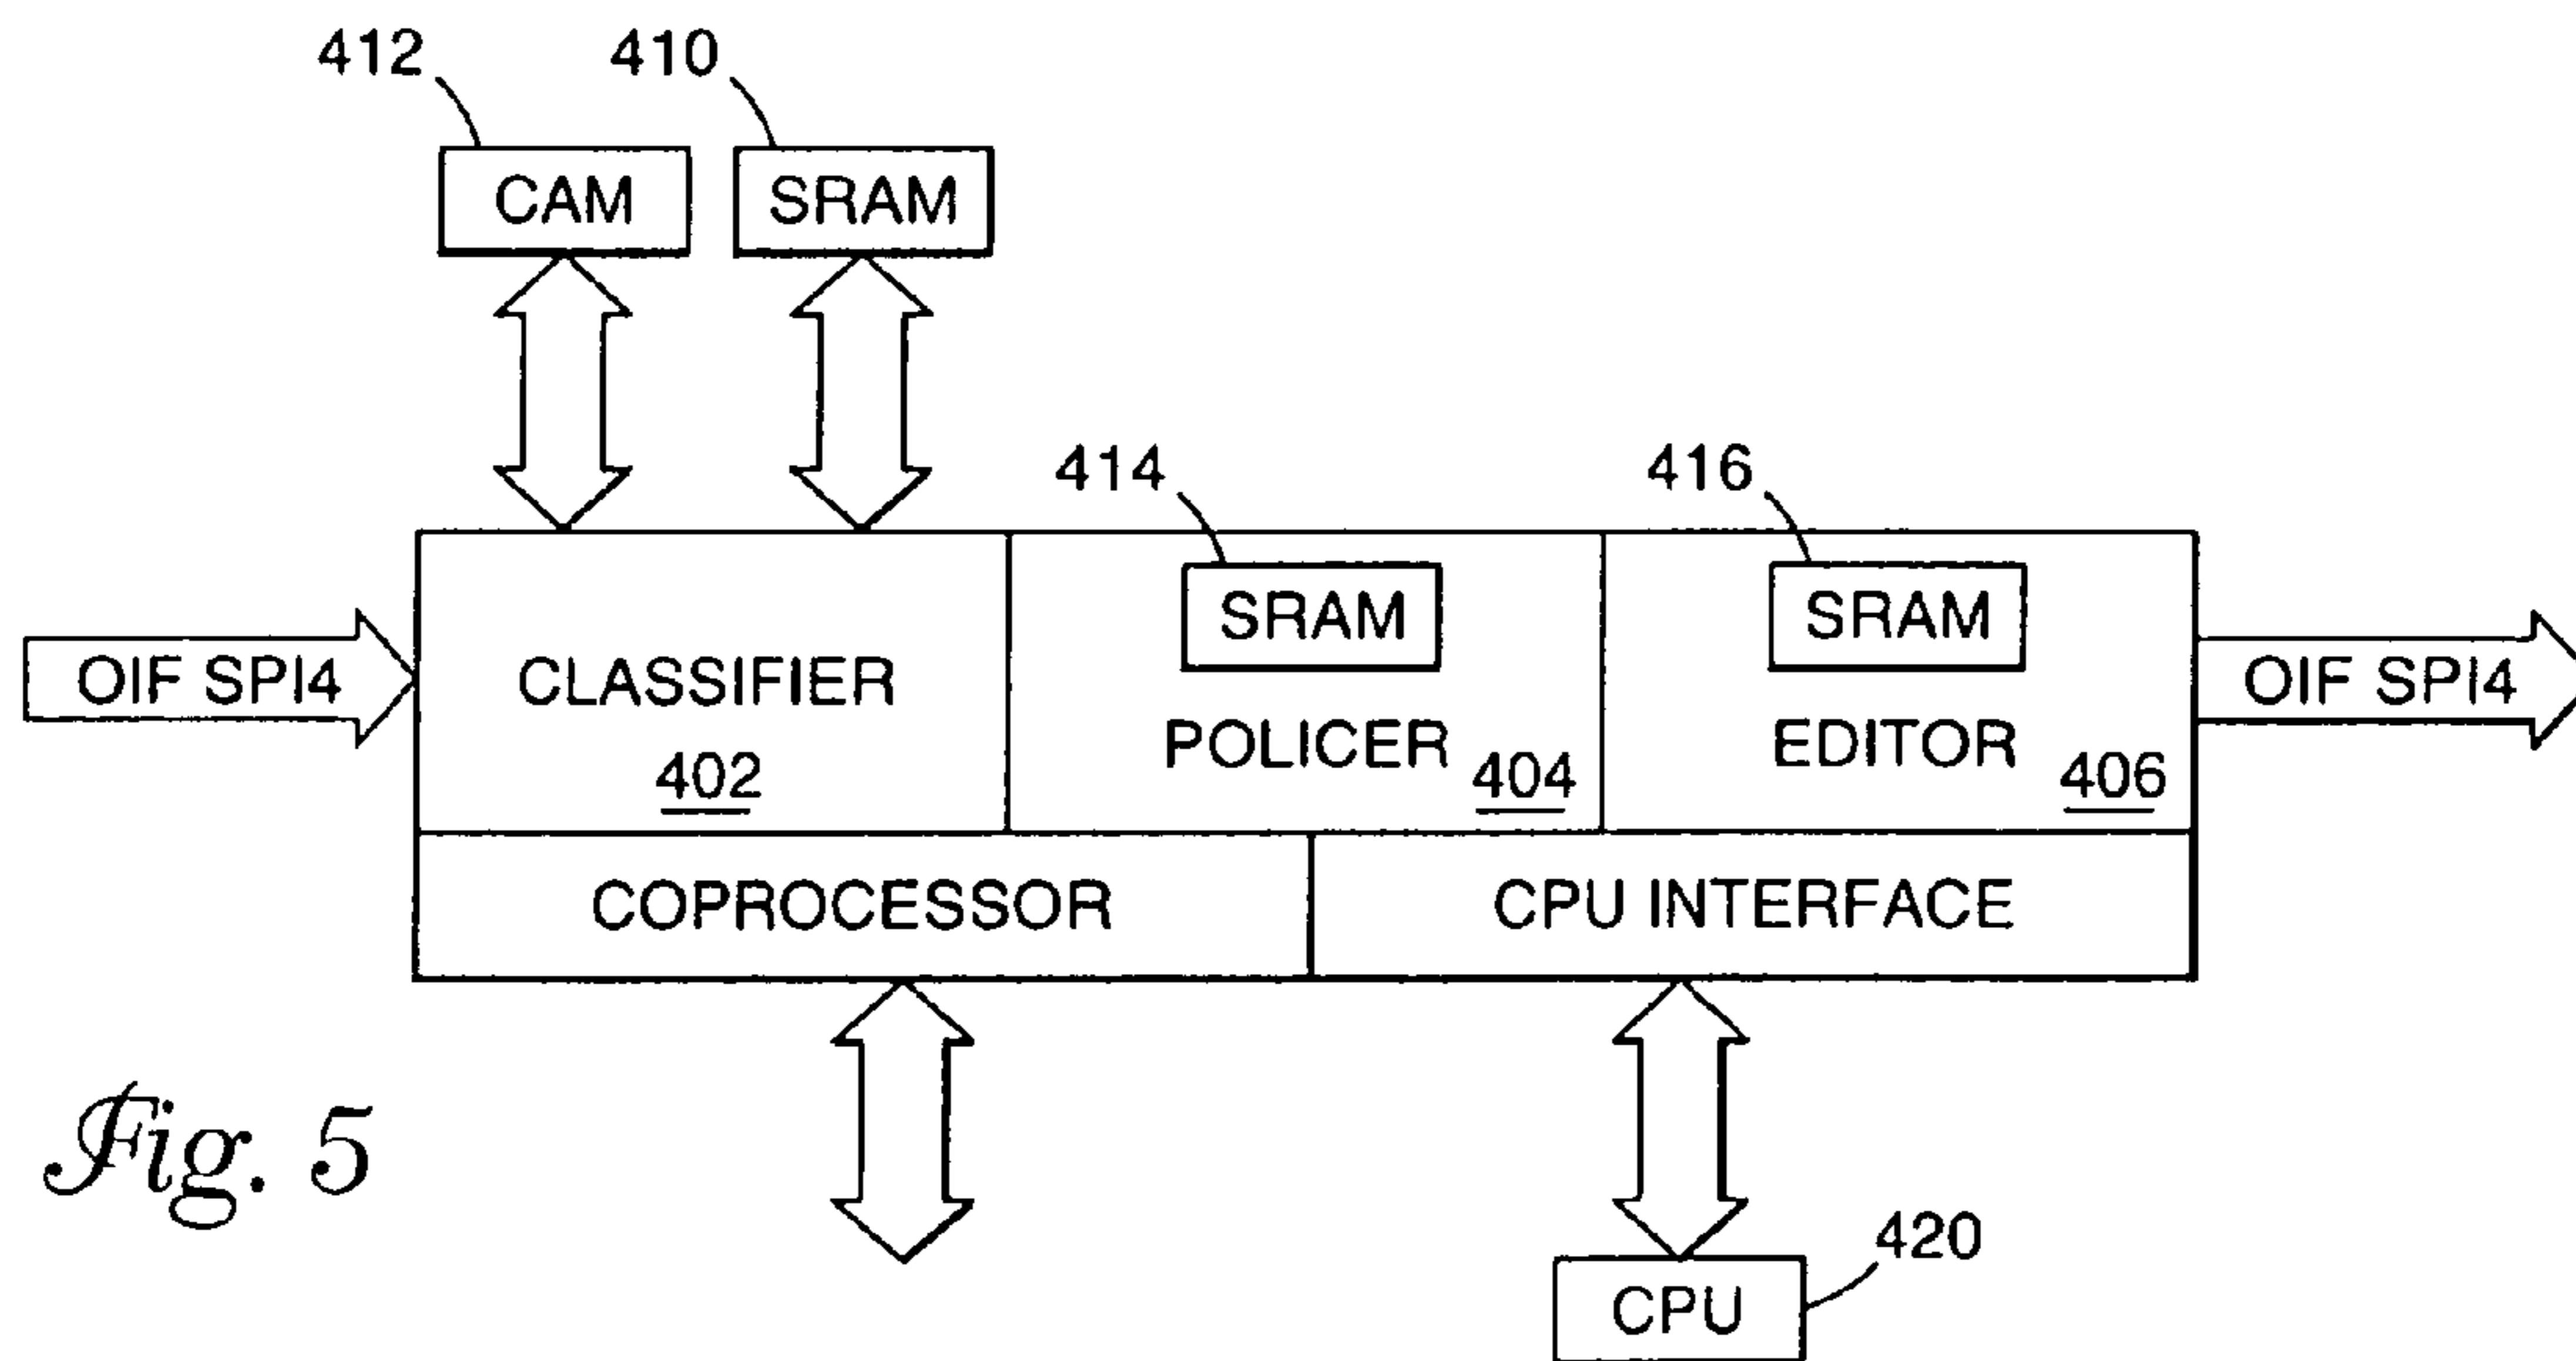 412
410
CAM
SRAM
414
416
SRAM
SRAM
OIF SPI4
CLASSIFIER
402
POLICER
404
EDITOR
406
OIF SPI4
COPROCESSOR
CPU INTERFACE
Fig. 5
420
CPU